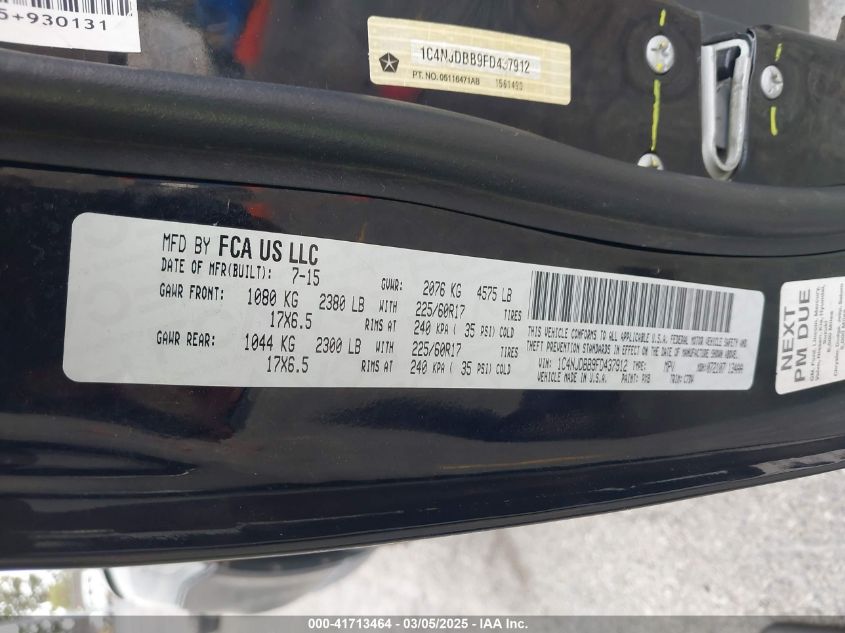 5+930131
1C4NJDBB9FD437912
PT. NO. 05116471AB 1561493
MFD BY FCA US LLC
DATE OF MFR(BUILT): 7-15 GVWR: 2076 KG 4575 LB
GAWR FRONT: 1080 KG 2380 LB WITH 225/60R17 TIRES
17X6.5 RIMS AT 240 KPA ( 35 PSI) COLD
GAWR REAR: 1044 KG 2300 LB WITH 225/60R17 TIRES
17X6.5 RIMS AT 240 KPA ( 35 PSI) COLD
THIS VEHICLE CONFORMS TO ALL APPLICABLE U.S.A. FEDERAL MOTOR VEHICLE SAFETY AND
THEFT PREVENTION STANDARDS IN EFFECT ON THE DATE OF MANUFACTURE SHOWN ABOVE.
VIN: 1C4NJDBB9FD437912 TYPE: MPV MDH: 072107
VEHICLE MADE IN U.S.A. PAINT: TRIM:
NEXT
PM DUE
000-41713464 - 03/05/2025 - IAA Inc.